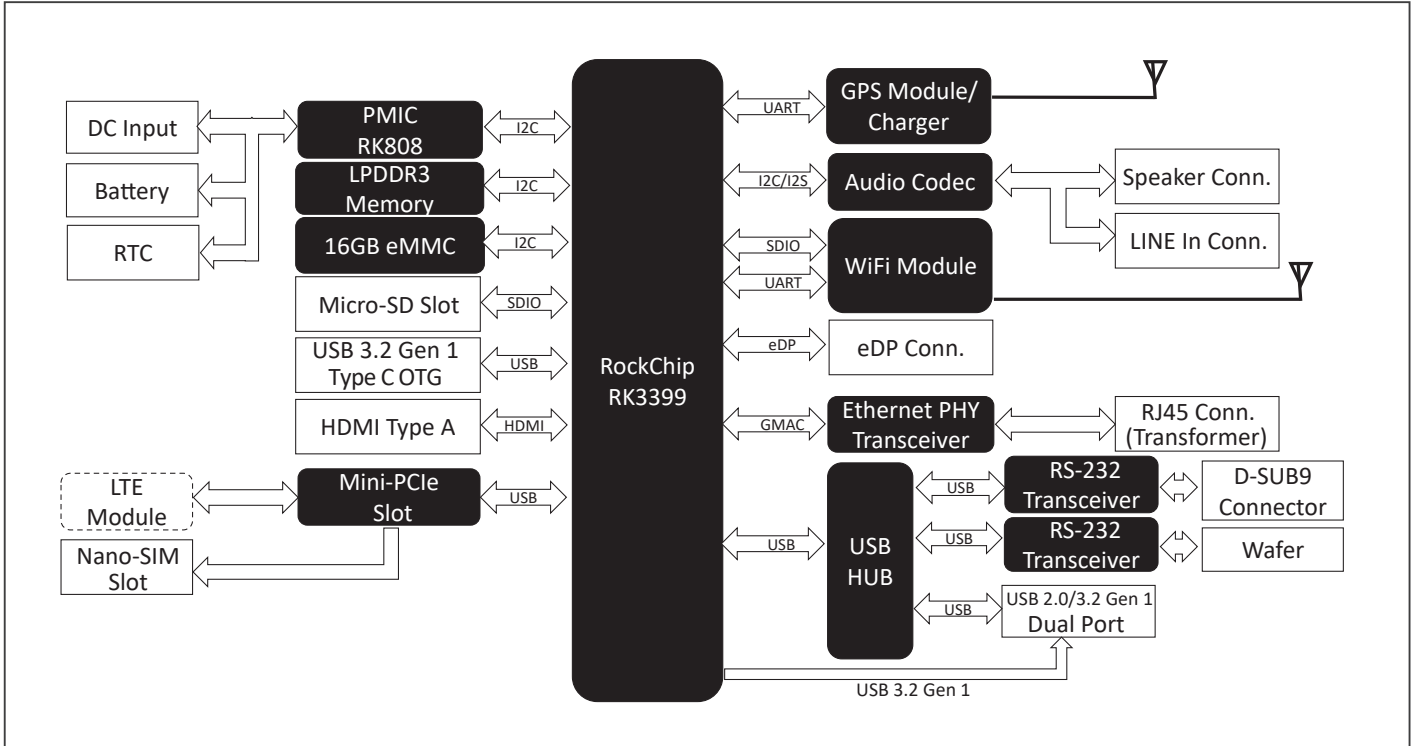 DC Input
Battery
RTC
PMIC
RK808
I2C
LPDDR3
Memory
I2C
16GB eMMC
I2C
Micro-SD Slot
SDIO
USB 3.2 Gen 1
Type C OTG
USB
HDMI Type A
HDMI
LTE
Module
Mini-PCIe
Slot
USB
Nano-SIM
Slot
RockChip
RK3399
UART
GPS Module/
Charger
I2C/I2S
Audio Codec
Speaker Conn.
LINE In Conn.
SDIO
UART
WiFi Module
eDP
eDP Conn.
GMAC
Ethernet PHY
Transceiver
RJ45 Conn.
(Transformer)
USB
USB
HUB
USB
RS-232
Transceiver
D-SUB9
Connector
USB
RS-232
Transceiver
Wafer
USB
USB 2.0/3.2 Gen 1
Dual Port
USB 3.2 Gen 1